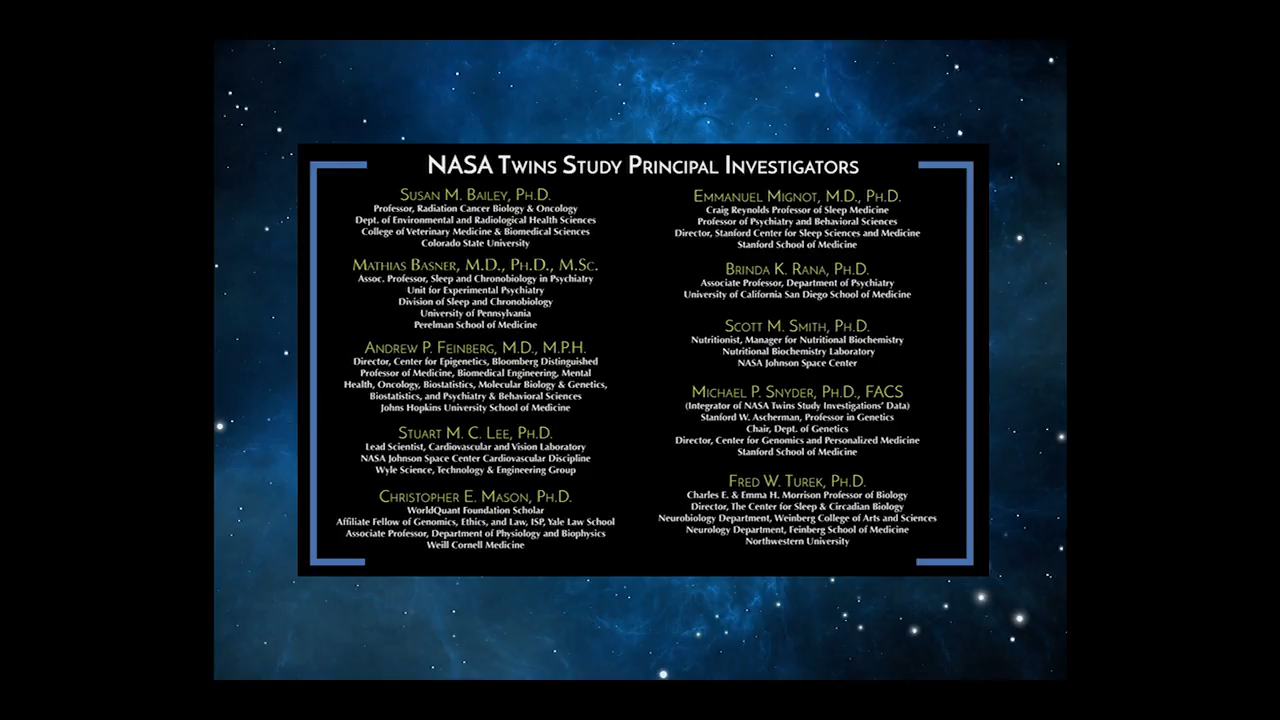 NASA Twins Study Principal Investigators
Susan M. Bailey, Ph.D.
Professor, Radiation Cancer Biology & Oncology
Dept. of Environmental and Radiological Health Sciences
College of Veterinary Medicine & Biomedical Sciences
Colorado State University
Mathias Basner, M.D., Ph.D., M.Sc.
Assoc. Professor, Sleep and Chronobiology in Psychiatry
Unit for Experimental Psychiatry
Division of Sleep and Chronobiology
University of Pennsylvania
Perelman School of Medicine
Andrew P. Feinberg, M.D., M.P.H.
Director, Center for Epigenetics, Bloomberg Distinguished
Professor of Medicine, Biomedical Engineering, Mental
Health, Oncology, Biostatistics, Molecular Biology & Genetics,
Biostatistics, and Psychiatry & Behavioral Sciences
Johns Hopkins University School of Medicine
Stuart M. C. Lee, Ph.D.
Lead Scientist, Cardiovascular and Vision Laboratory
NASA Johnson Space Center Cardiovascular Discipline
Wyle Science, Technology & Engineering Group
Christopher E. Mason, Ph.D.
WorldQuant Foundation Scholar
Affiliate Fellow of Genomics, Ethics, and Law, ISP, Yale Law School
Associate Professor, Department of Physiology and Biophysics
Weill Cornell Medicine
Emmanuel Mignot, M.D., Ph.D.
Craig Reynolds Professor of Sleep Medicine
Professor of Psychiatry and Behavioral Sciences
Director, Stanford Center for Sleep Sciences and Medicine
Stanford School of Medicine
Brinda K. Rana, Ph.D.
Associate Professor, Department of Psychiatry
University of California San Diego School of Medicine
Scott M. Smith, Ph.D.
Nutritionist, Manager for Nutritional Biochemistry
Nutritional Biochemistry Laboratory
NASA Johnson Space Center
Michael P. Snyder, Ph.D., FACS
(Integrator of NASA Twins Study Investigations' Data)
Stanford W. Ascherman, Professor in Genetics
Chair, Dept. of Genetics
Director, Center for Genomics and Personalized Medicine
Stanford School of Medicine
Fred W. Turek, Ph.D.
Charles E. & Emma H. Morrison Professor of Biology
Director, The Center for Sleep & Circadian Biology
Neurobiology Department, Weinberg College of Arts and Sciences
Neurology Department, Feinberg School of Medicine
Northwestern University